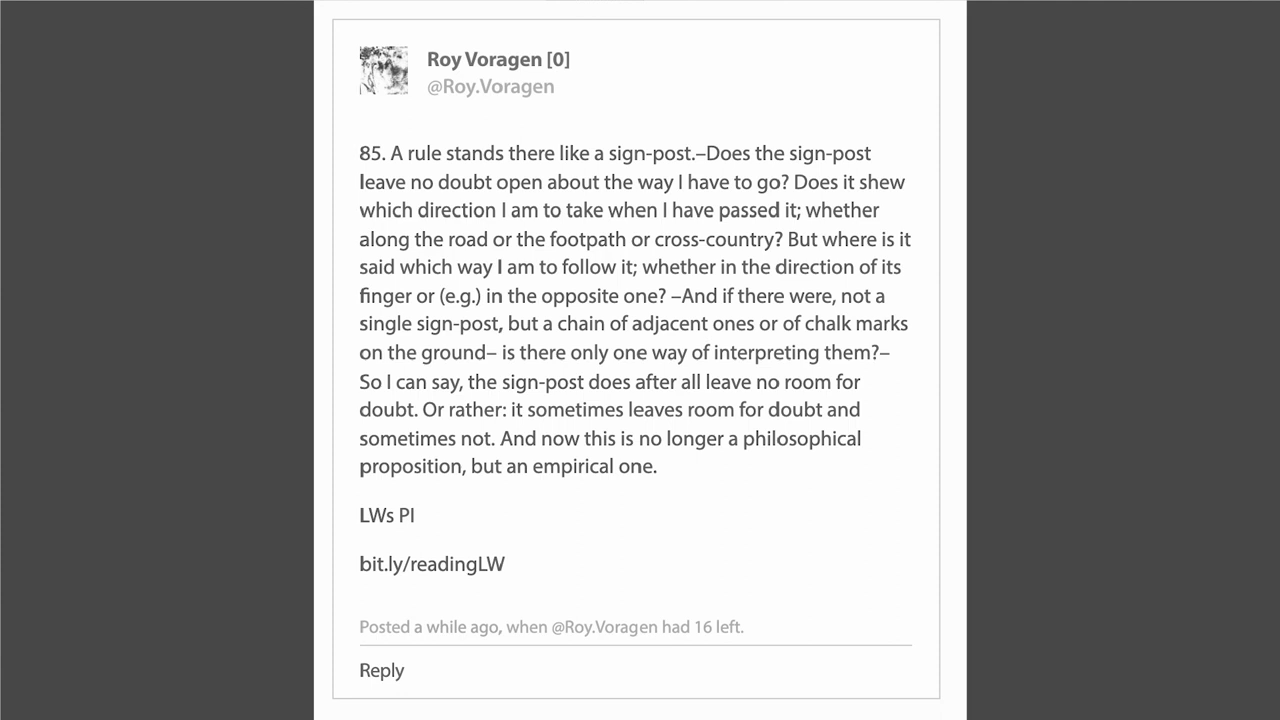 Roy Voragen [0]
@Roy.Voragen
85. A rule stands there like a sign-post.–Does the sign-post
leave no doubt open about the way I have to go? Does it shew
which direction I am to take when I have passed it; whether
along the road or the footpath or cross-country? But where is it
said which way I am to follow it; whether in the direction of its
finger or (e.g.) in the opposite one? –And if there were, not a
single sign-post, but a chain of adjacent ones or of chalk marks
on the ground– is there only one way of interpreting them?–
So I can say, the sign-post does after all leave no room for
doubt. Or rather: it sometimes leaves room for doubt and
sometimes not. And now this is no longer a philosophical
proposition, but an empirical one.
LWs PI
bit.ly/readingLW
Posted a while ago, when @Roy.Voragen had 16 left.
Reply